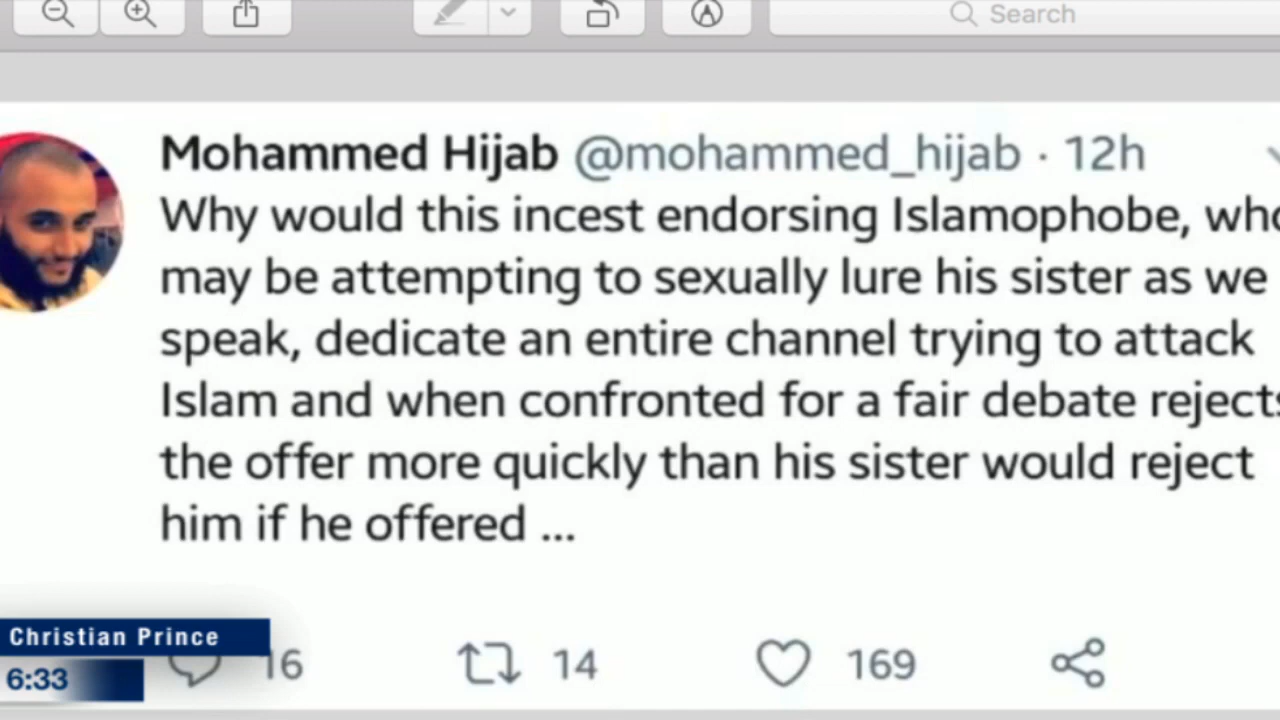 Search
Mohammed Hijab @mohammed_hijab · 12h
Why would this incest endorsing Islamophobe, who
may be attempting to sexually lure his sister as we
speak, dedicate an entire channel trying to attack
Islam and when confronted for a fair debate rejects
the offer more quickly than his sister would reject
him if he offered ...
Christian Prince
16 14 169
6:33